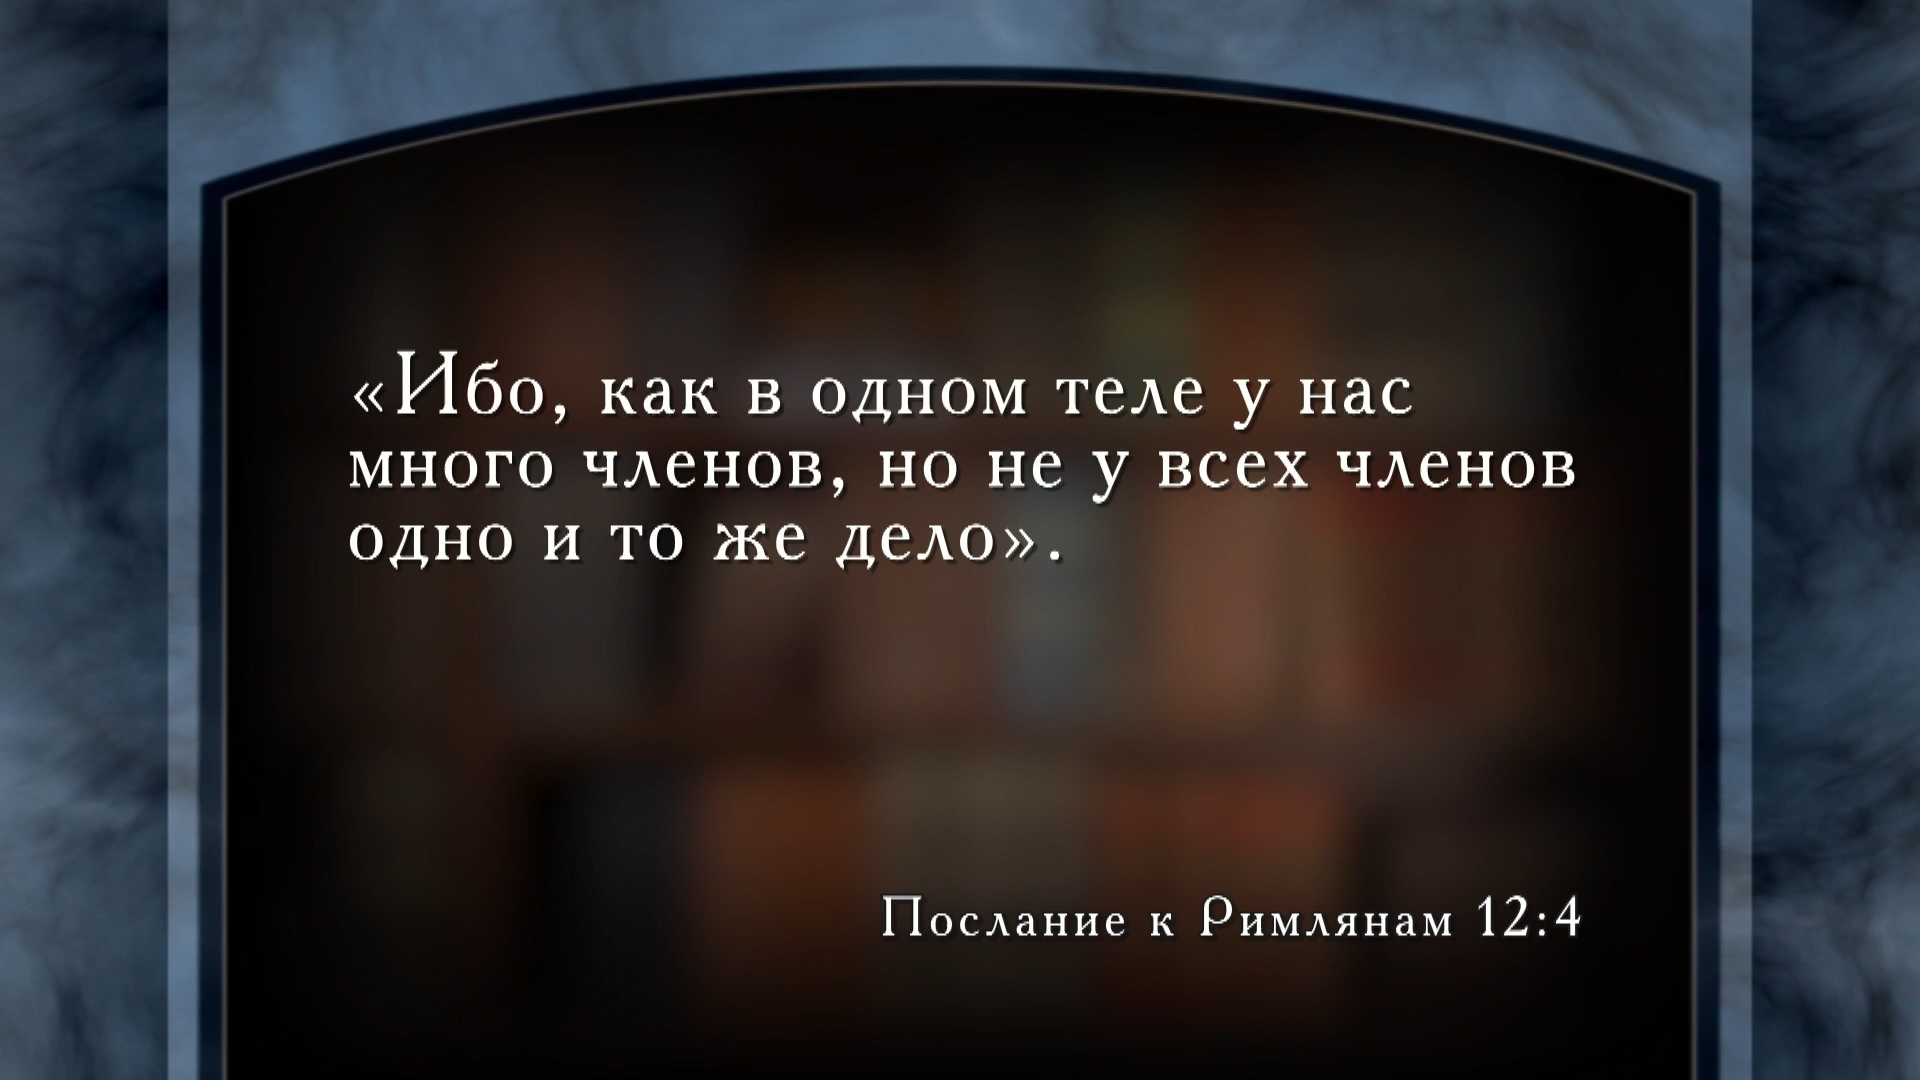 «Ибо, как в одном теле у нас
много членов, но не у всех членов
одно и то же дело».
Послание к Римлянам 12:4